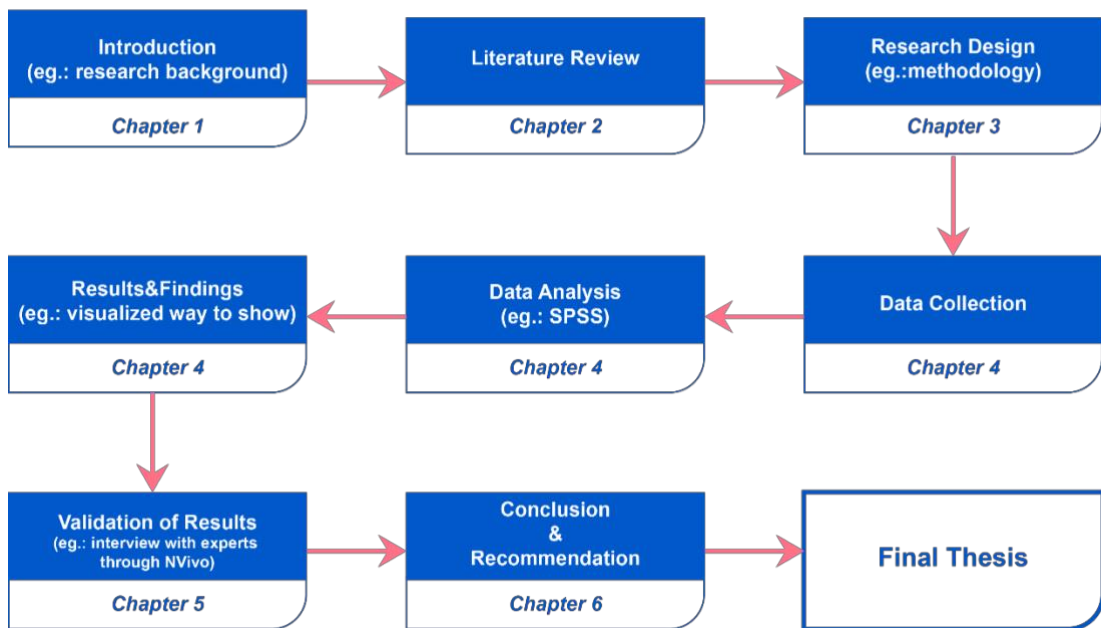 Introduction
(eg.: research background)
Chapter 1
Literature Review
Chapter 2
Research Design
(eg.:methodology)
Chapter 3
Data Collection
Chapter 4
Data Analysis
(eg.: SPSS)
Chapter 4
Results&Findings
(eg.: visualized way to show)
Chapter 4
Validation of Results
(eg.: interview with experts
through NVivo)
Chapter 5
Conclusion
&
Recommendation
Chapter 6
Final Thesis